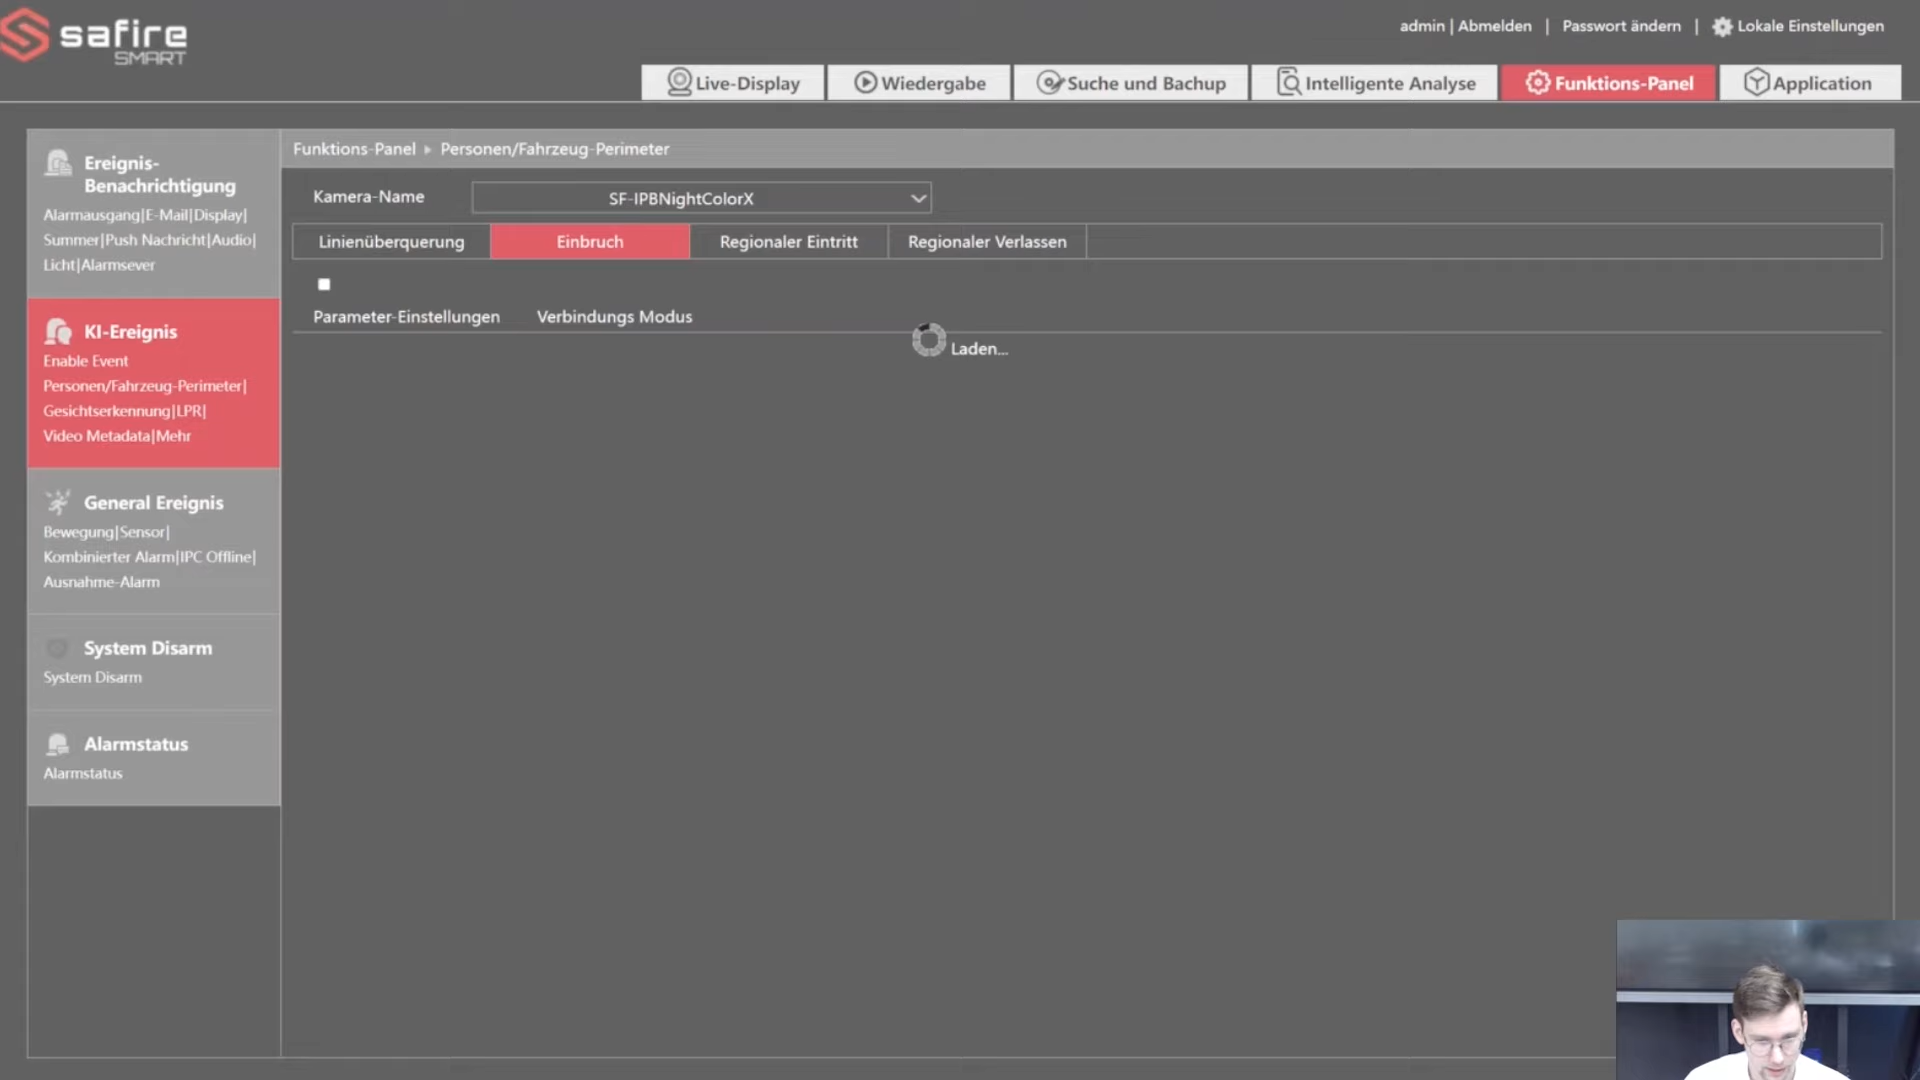 safire
SMART
admin | Abmelden | Passwort ändern | Lokale Einstellungen
Live-Display
Wiedergabe
Suche und Bachup
Intelligente Analyse
Funktions-Panel
Application
Ereignis-
Benachrichtigung
Alarmausgang|E-Mail|Display|
Summer|Push Nachricht|Audio|
Licht|Alarmsever
KI-Ereignis
Enable Event
Personen/Fahrzeug-Perimeter|
Gesichtserkennung|LPR|
Video Metadata|Mehr
General Ereignis
Bewegung|Sensor|
Kombinierter Alarm|IPC Offline|
Ausnahme-Alarm
System Disarm
System Disarm
Alarmstatus
Alarmstatus
Funktions-Panel ▸ Personen/Fahrzeug-Perimeter
Kamera-Name
SF-IPBNightColorX
Linienüberquerung
Einbruch
Regionaler Eintritt
Regionaler Verlassen
Parameter-Einstellungen
Verbindungs Modus
Laden...